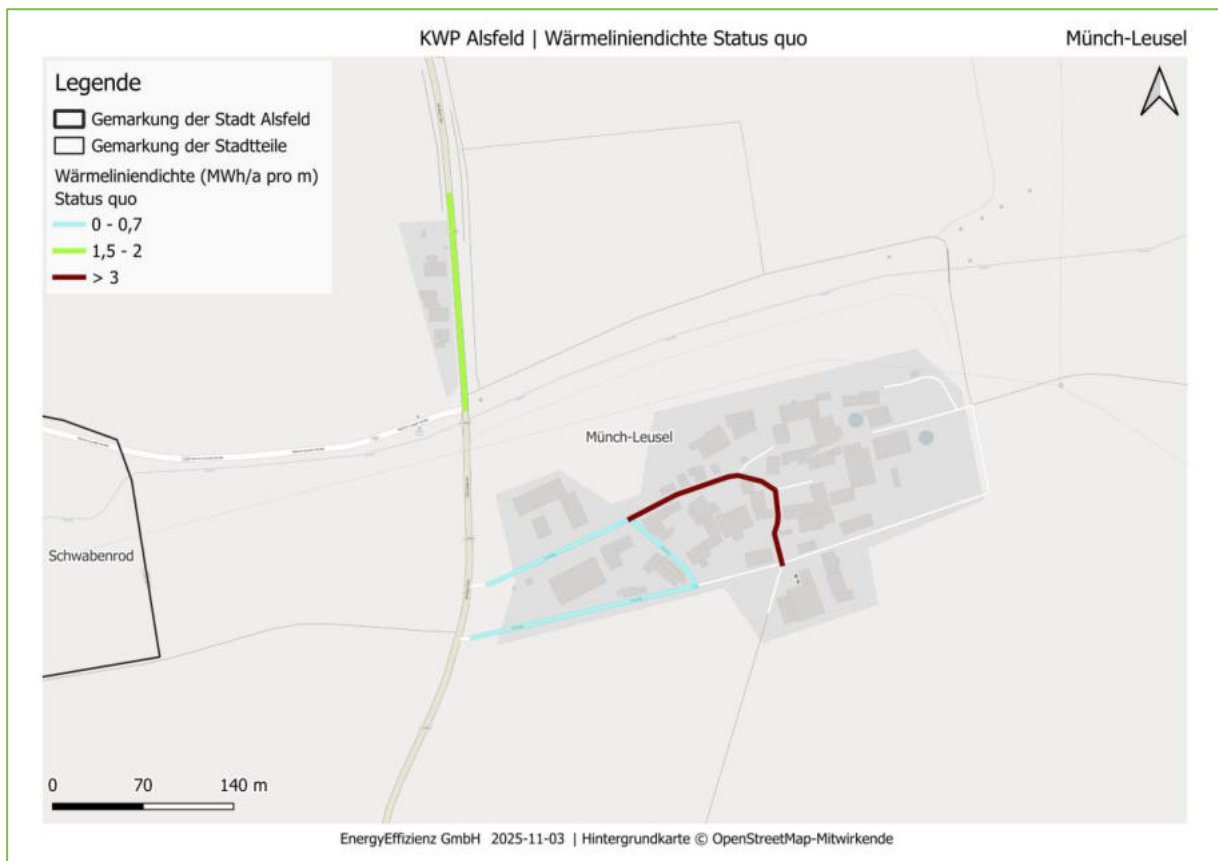 KWP Alsfeld | Wärmeliniendichte Status quo
Münch-Leusel
Legende
Gemarkung der Stadt Alsfeld
Gemarkung der Stadtteile
Wärmeliniendichte (MWh/a pro m)
Status quo
0 - 0,7
1,5 - 2
> 3
Münch-Leusel
Schwabenrod
0 70 140 m
EnergyEffizienz GmbH 2025-11-03 | Hintergrundkarte © OpenStreetMap-Mitwirkende